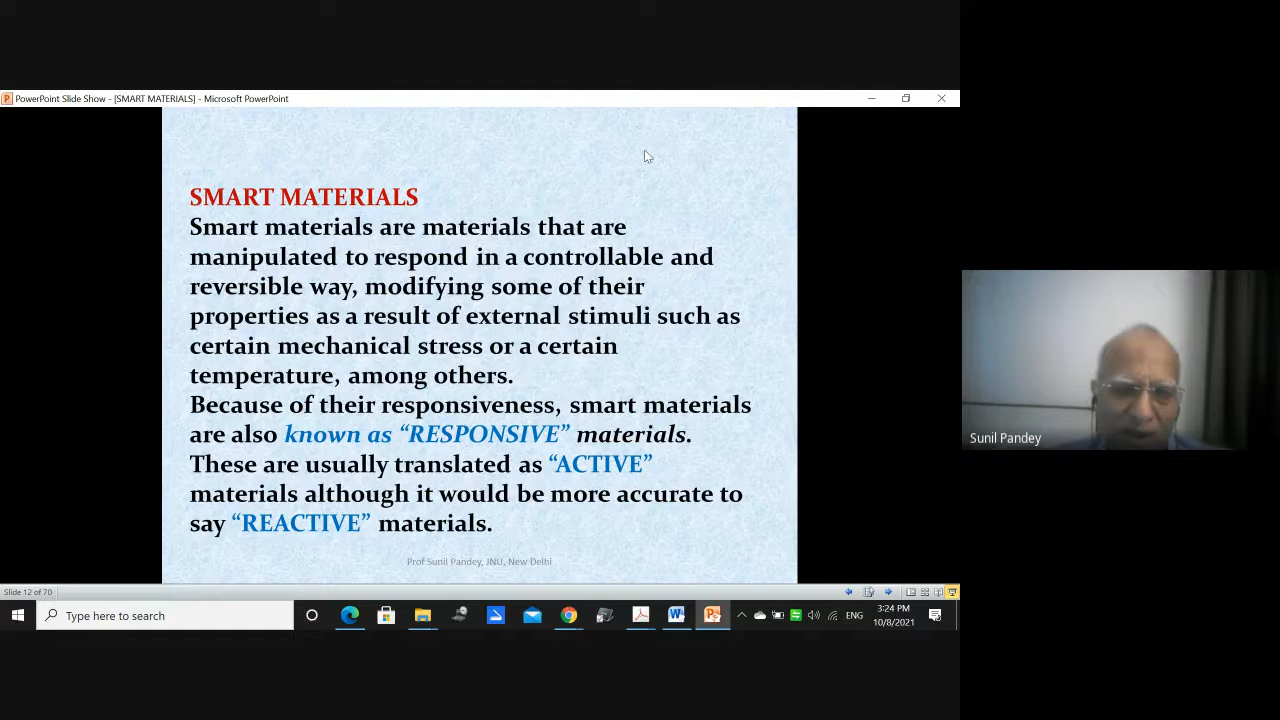 PowerPoint Slide Show - [SMART MATERIALS] - Microsoft PowerPoint
SMART MATERIALS
Smart materials are materials that are
manipulated to respond in a controllable and
reversible way, modifying some of their
properties as a result of external stimuli such as
certain mechanical stress or a certain
temperature, among others.
Because of their responsiveness, smart materials
are also known as “RESPONSIVE” materials.
These are usually translated as “ACTIVE”
materials although it would be more accurate to
say “REACTIVE” materials.
Prof Sunil Pandey, JNU, New Delhi
Sunil Pandey
Slide 12 of 70
Type here to search
ENG
3:24 PM
10/8/2021